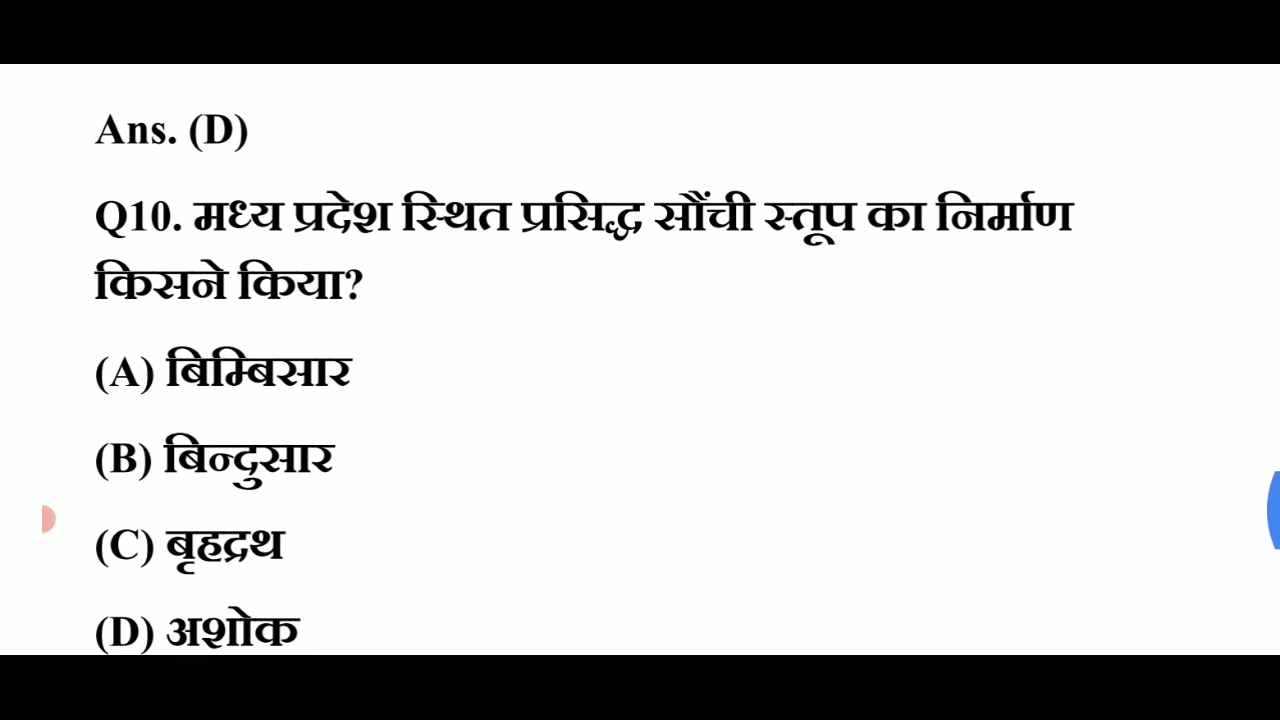 Ans. (D)
Q10. मध्य प्रदेश स्थित प्रसिद्ध सौंची स्तूप का निर्माण
किसने किया?
(A) बिम्बिसार
(B) बिन्दुसार
(C) बृहद्रथ
(D) अशोक